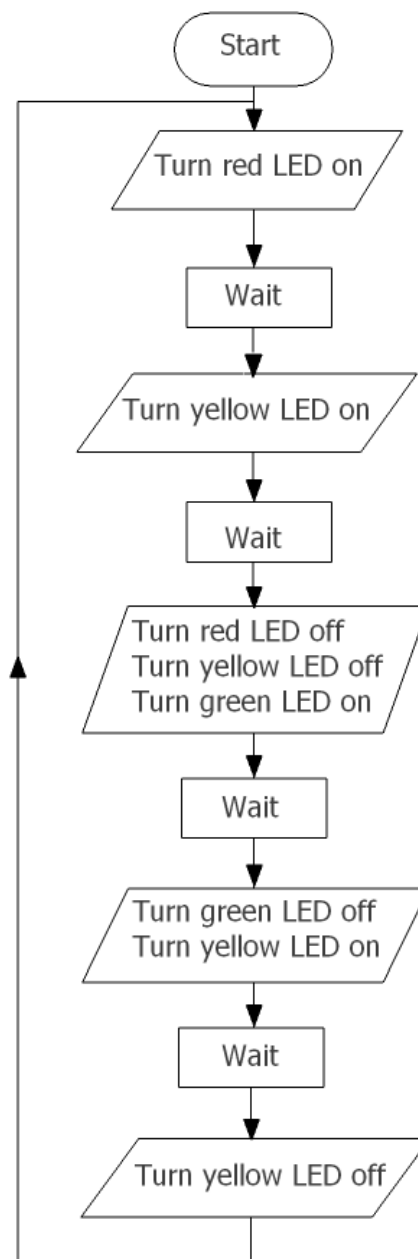 Start
Turn red LED on
Wait
Turn yellow LED on
Wait
Turn red LED off
Turn yellow LED off
Turn green LED on
Wait
Turn green LED off
Turn yellow LED on
Wait
Turn yellow LED off